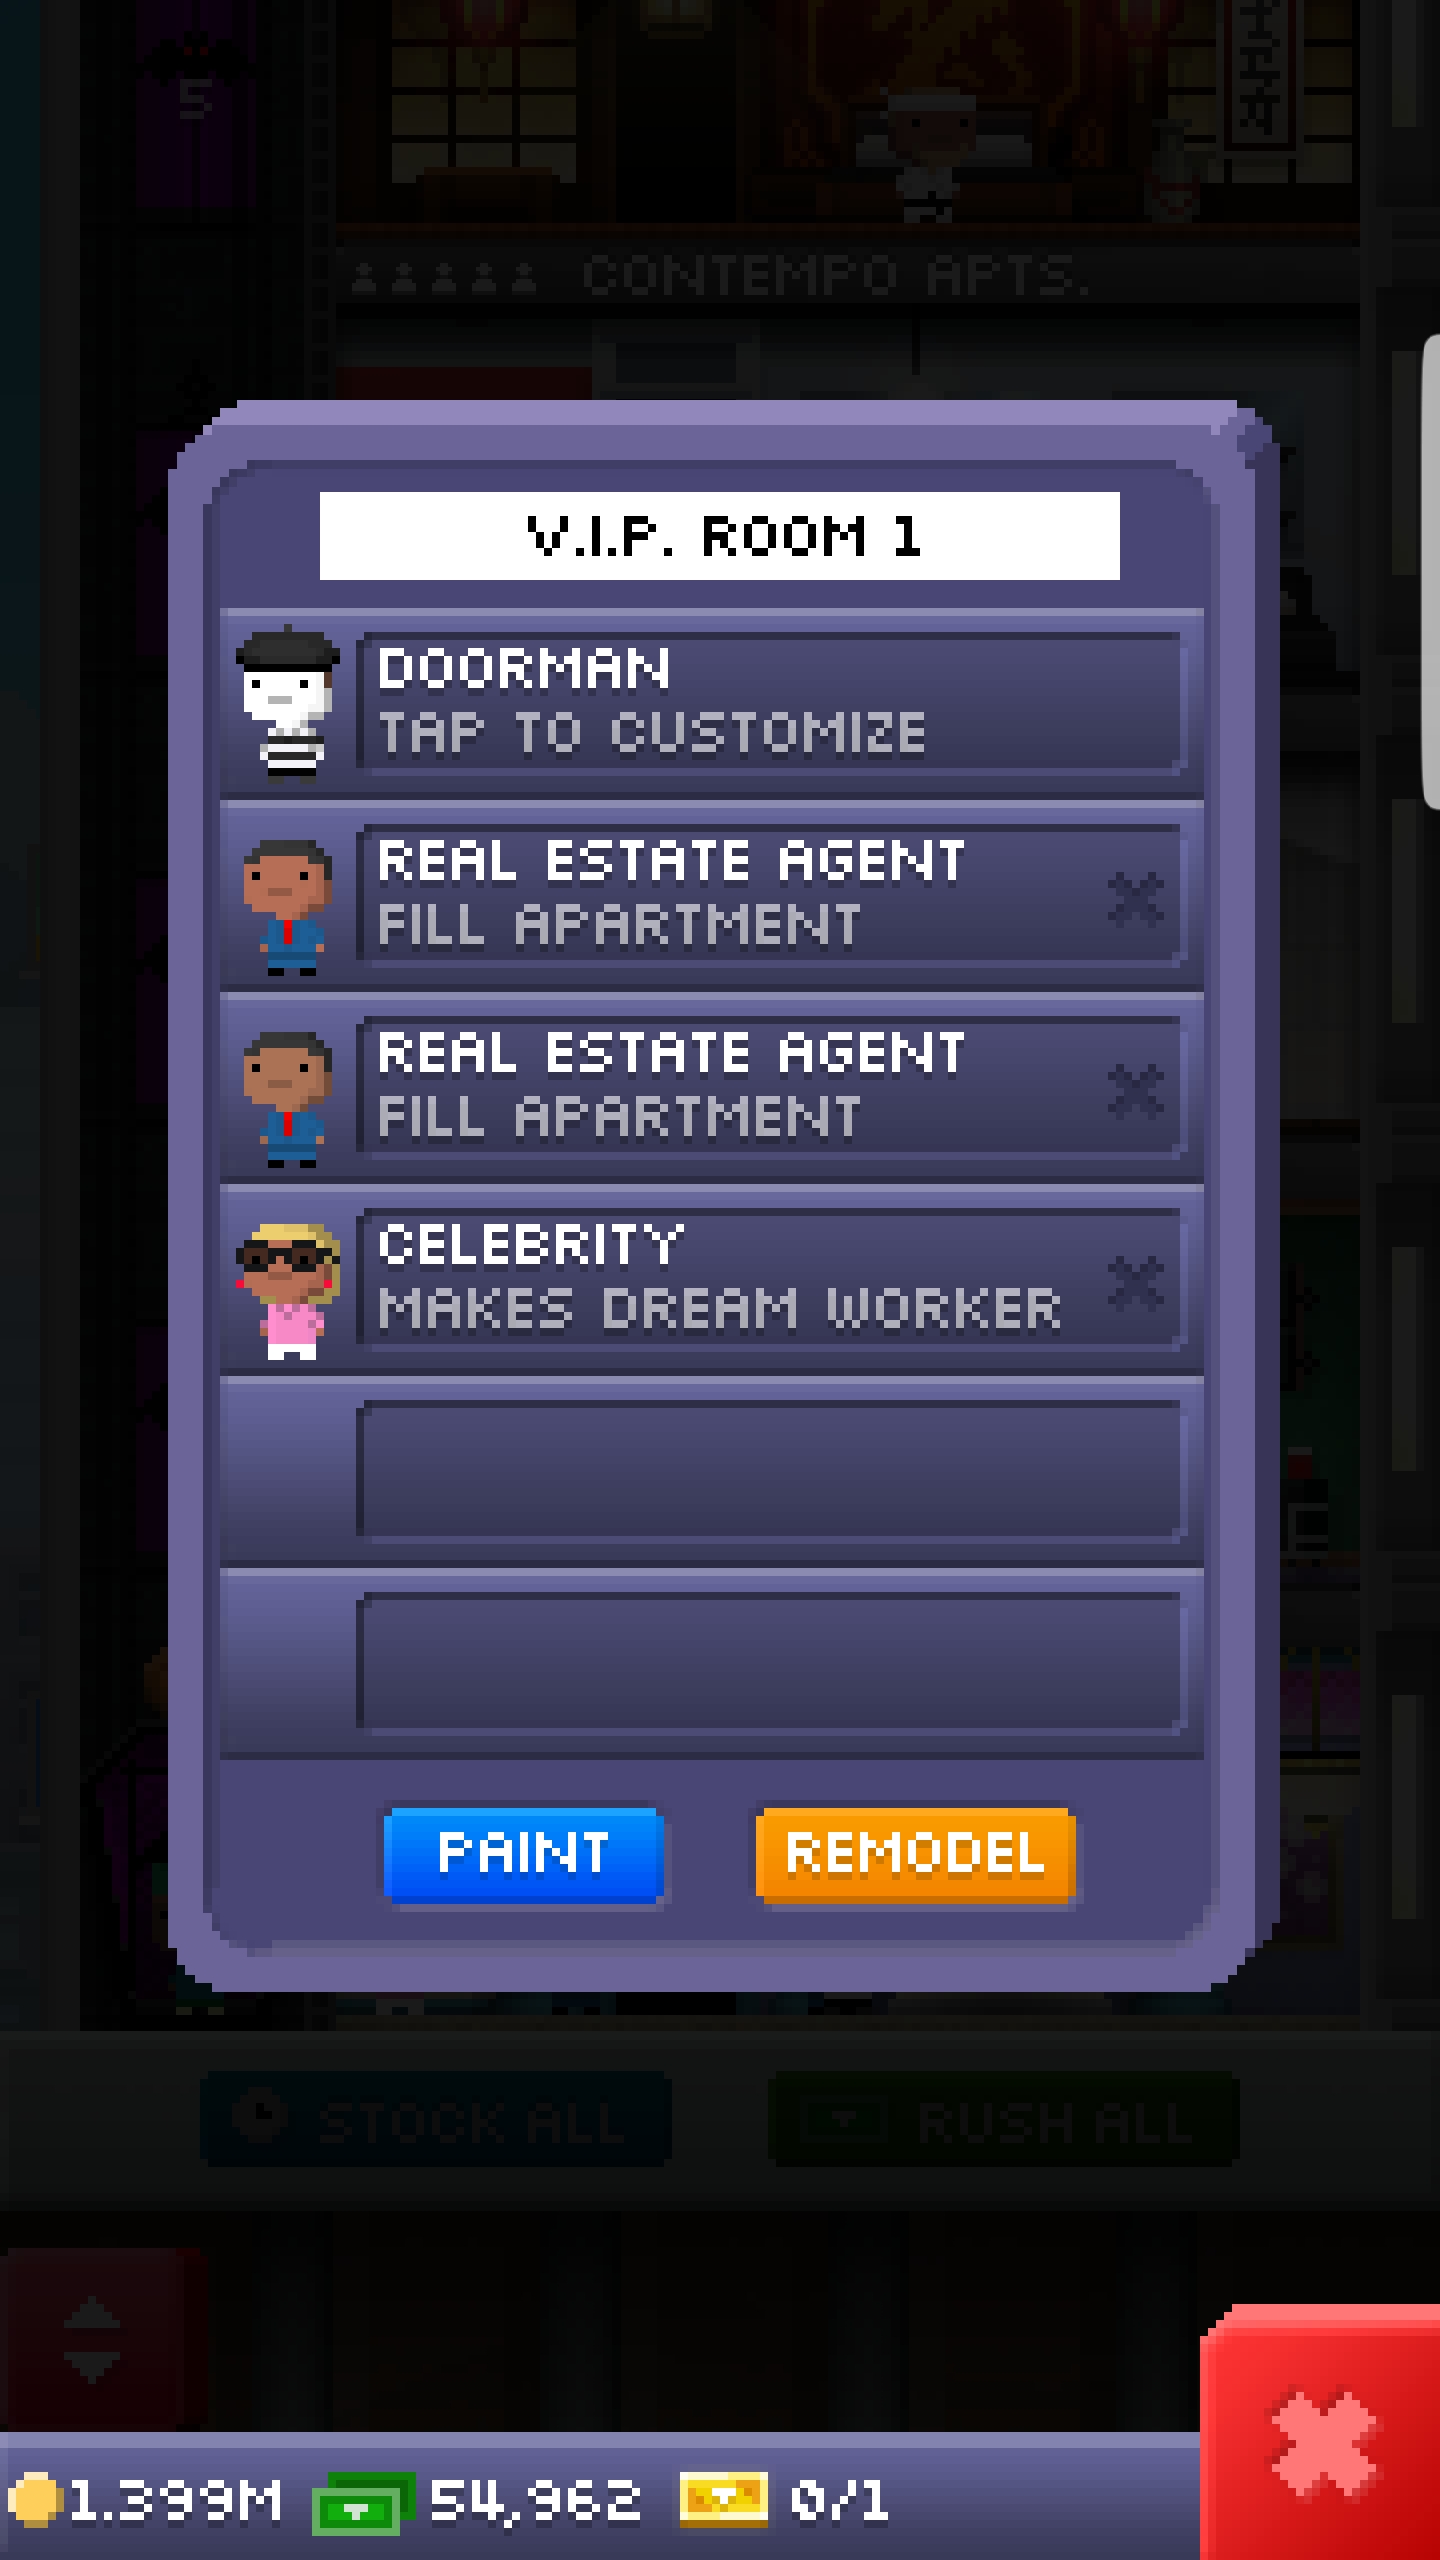 5
CONTEMPO APTS.
V.I.P. ROOM 1
DOORMAN
TAP TO CUSTOMIZE
REAL ESTATE AGENT
FILL APARTMENT
REAL ESTATE AGENT
FILL APARTMENT
CELEBRITY
MAKES DREAM WORKER
PAINT
REMODEL
STOCK ALL
RUSH ALL
1.399M
54,962
0/1